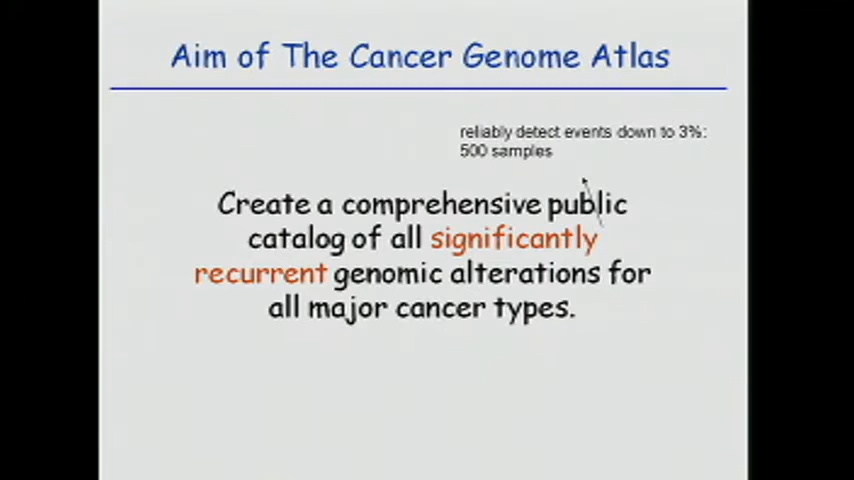 Aim of The Cancer Genome Atlas
reliably detect events down to 3%:
500 samples
Create a comprehensive public
catalog of all significantly
recurrent genomic alterations for
all major cancer types.